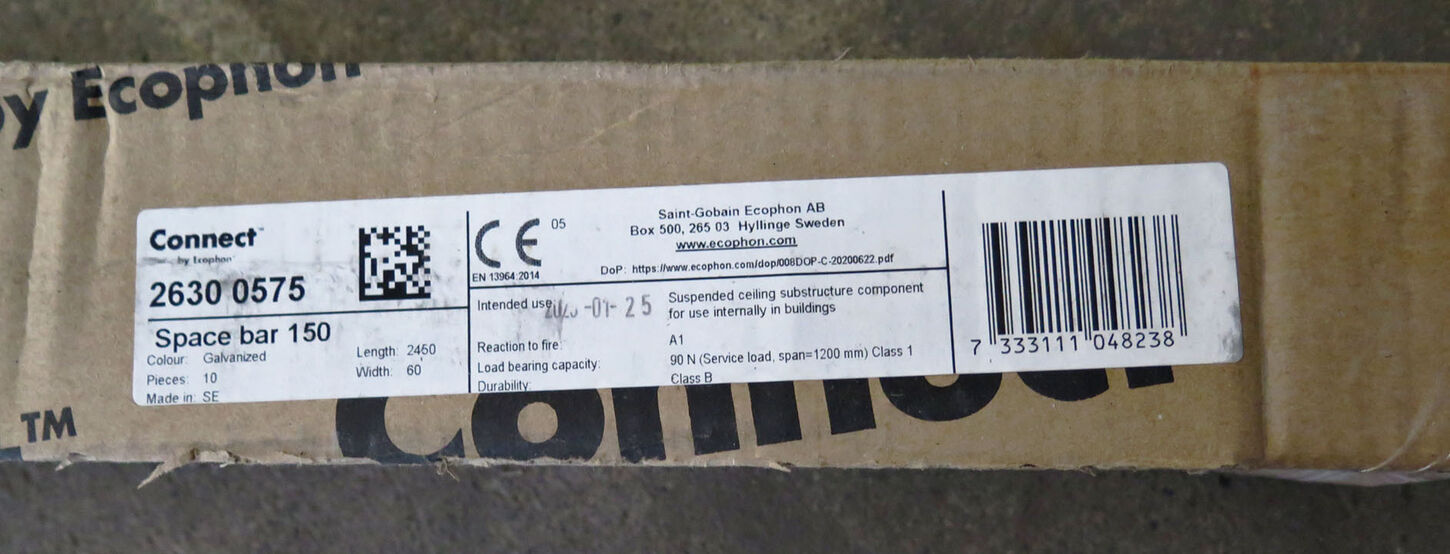 by Ecophon
Connect™
by Ecophon
2630 0575
Space bar 150
Colour: Galvanized
Pieces: 10
Made in: SE
Length: 2450
Width: 60
CE 05
EN 13964:2014
Saint-Gobain Ecophon AB
Box 500, 265 03 Hyllinge Sweden
www.ecophon.com
DoP: https://www.ecophon.com/dop/008DOP-C-20200622.pdf
Intended use: Suspended ceiling substructure component
for use internally in buildings
-01-25
Reaction to fire: A1
Load bearing capacity: 90 N (Service load, span=1200 mm) Class 1
Durability: Class B
7 333111 048238
TM
Connect